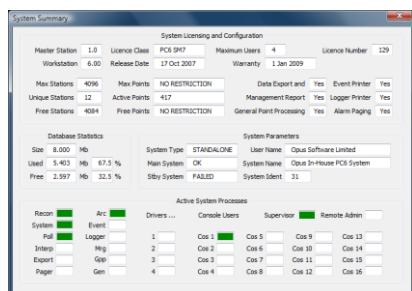 System Summary
System Licensing and Configuration
Master Station 1.0 Licence Class PC6 SM7 Maximum Users 4 Licence Number 129
Workstation 6.00 Release Date 17 Oct 2007 Warranty 1 Jan 2009
Max Stations 4096 Max Points NO RESTRICTION Data Export and Yes Event Printer Yes
Unique Stations 12 Active Points 417 Management Report Yes Logger Printer Yes
Free Stations 4084 Free Points NO RESTRICTION General Point Processing Yes Alarm Paging Yes
Database Statistics System Parameters
Size 8.000 Mb System Type STANDALONE User Name Opus Software Limited
Used 5.403 Mb 67.5 % Main System OK System Name Opus In-House PC6 System
Free 2.597 Mb 32.5 % Stby System FAILED System Ident 31
Active System Processes
Recon Arc Drivers ... Console Users Supervisor Remote Admin
System Event
Poll Logger 1 Cos 1 Cos 5 Cos 9 Cos 13
Interp Mrg 2 Cos 2 Cos 6 Cos 10 Cos 14
Export Gpp 3 Cos 3 Cos 7 Cos 11 Cos 15
Pager Gen 4 Cos 4 Cos 8 Cos 12 Cos 16